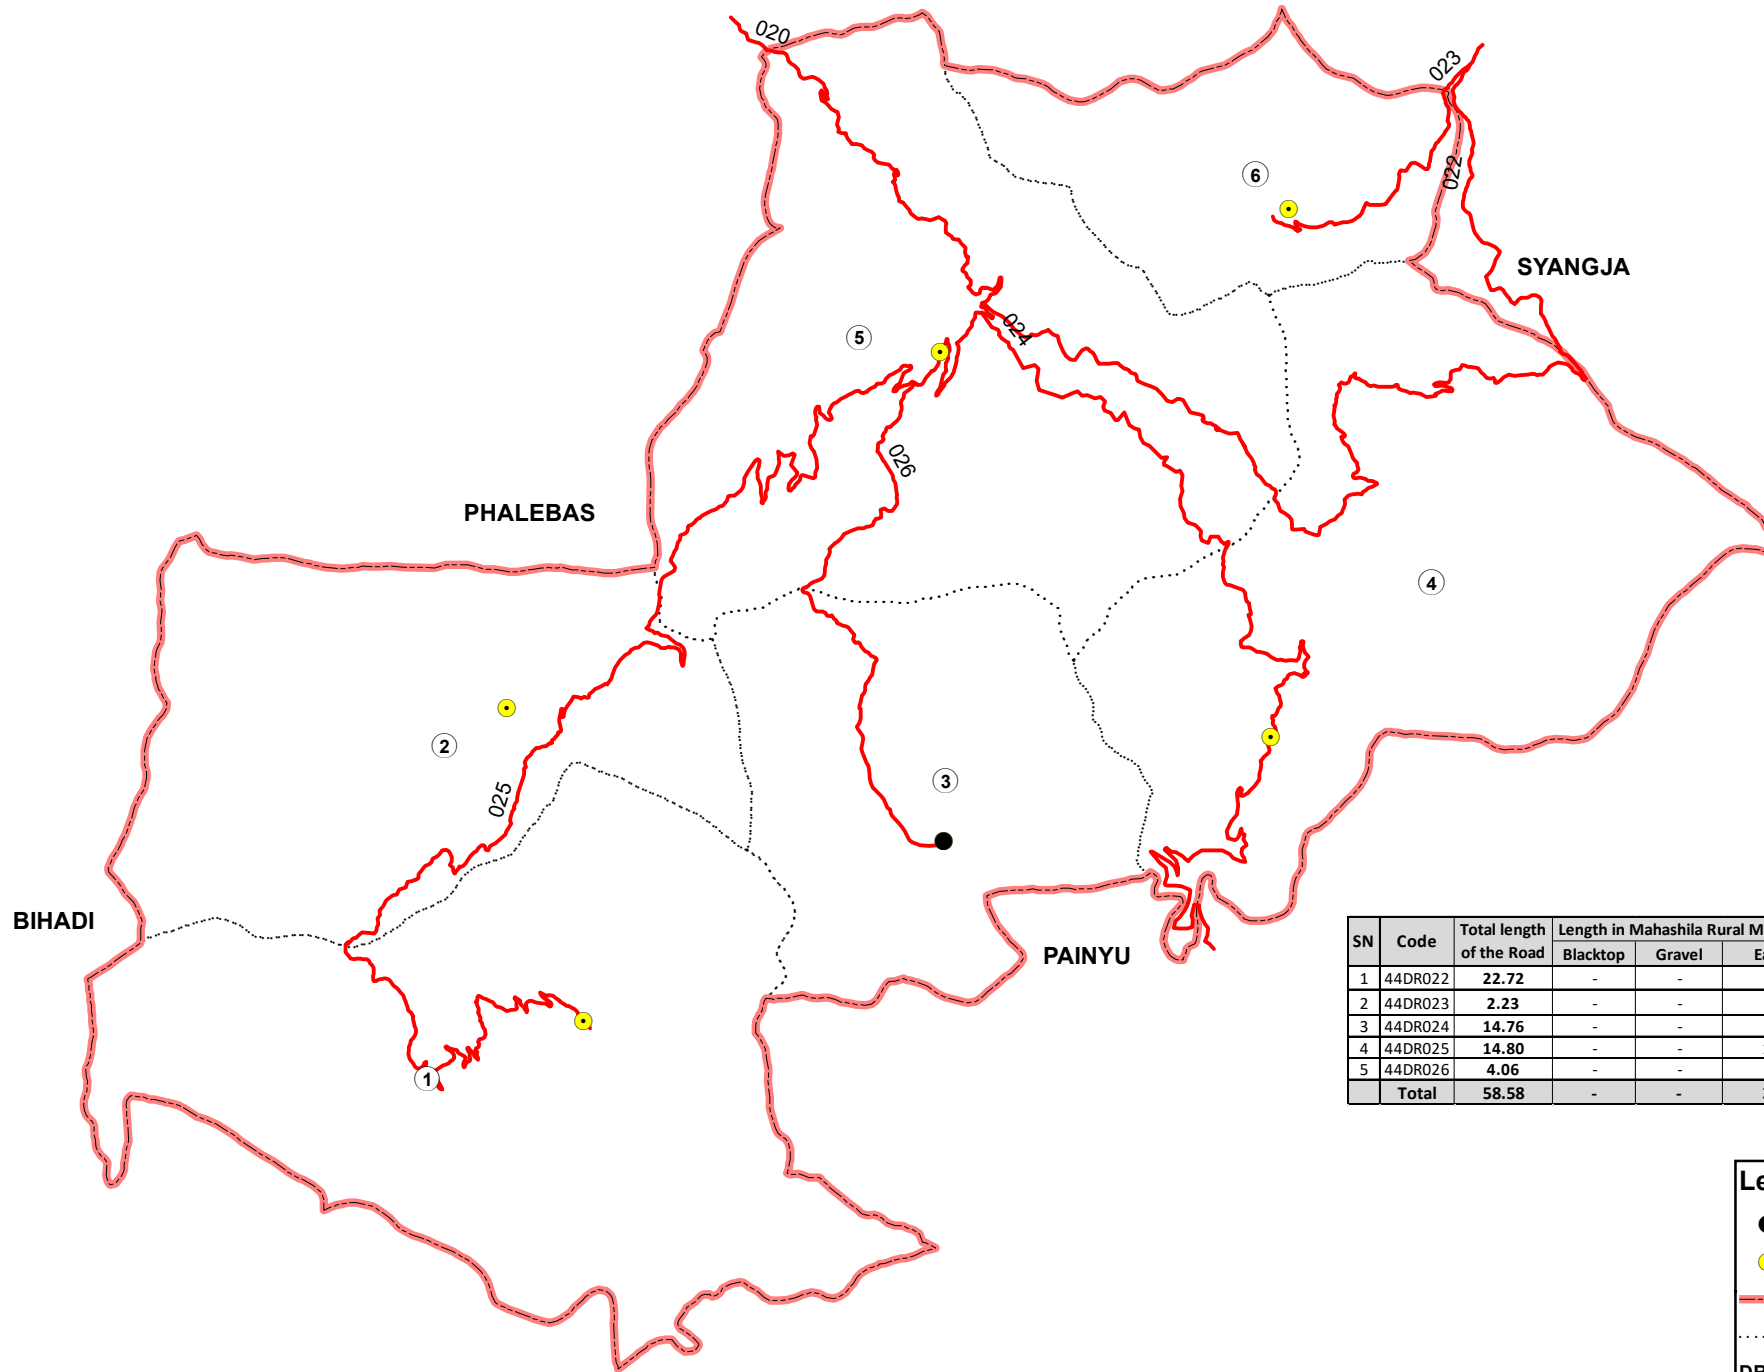 020
023
022
6
SYANGJA
024
5
026
PHALEBAS
4
2
3
025
BIHADI
PAINYU
1
SN Code Total length of the Road Length in Mahashila Rural M
Blacktop Gravel Ea
1 44DR022 22.72 - -
2 44DR023 2.23 - -
3 44DR024 14.76 - -
4 44DR025 14.80 - -
5 44DR026 4.06 - -
Total 58.58 - -
Le